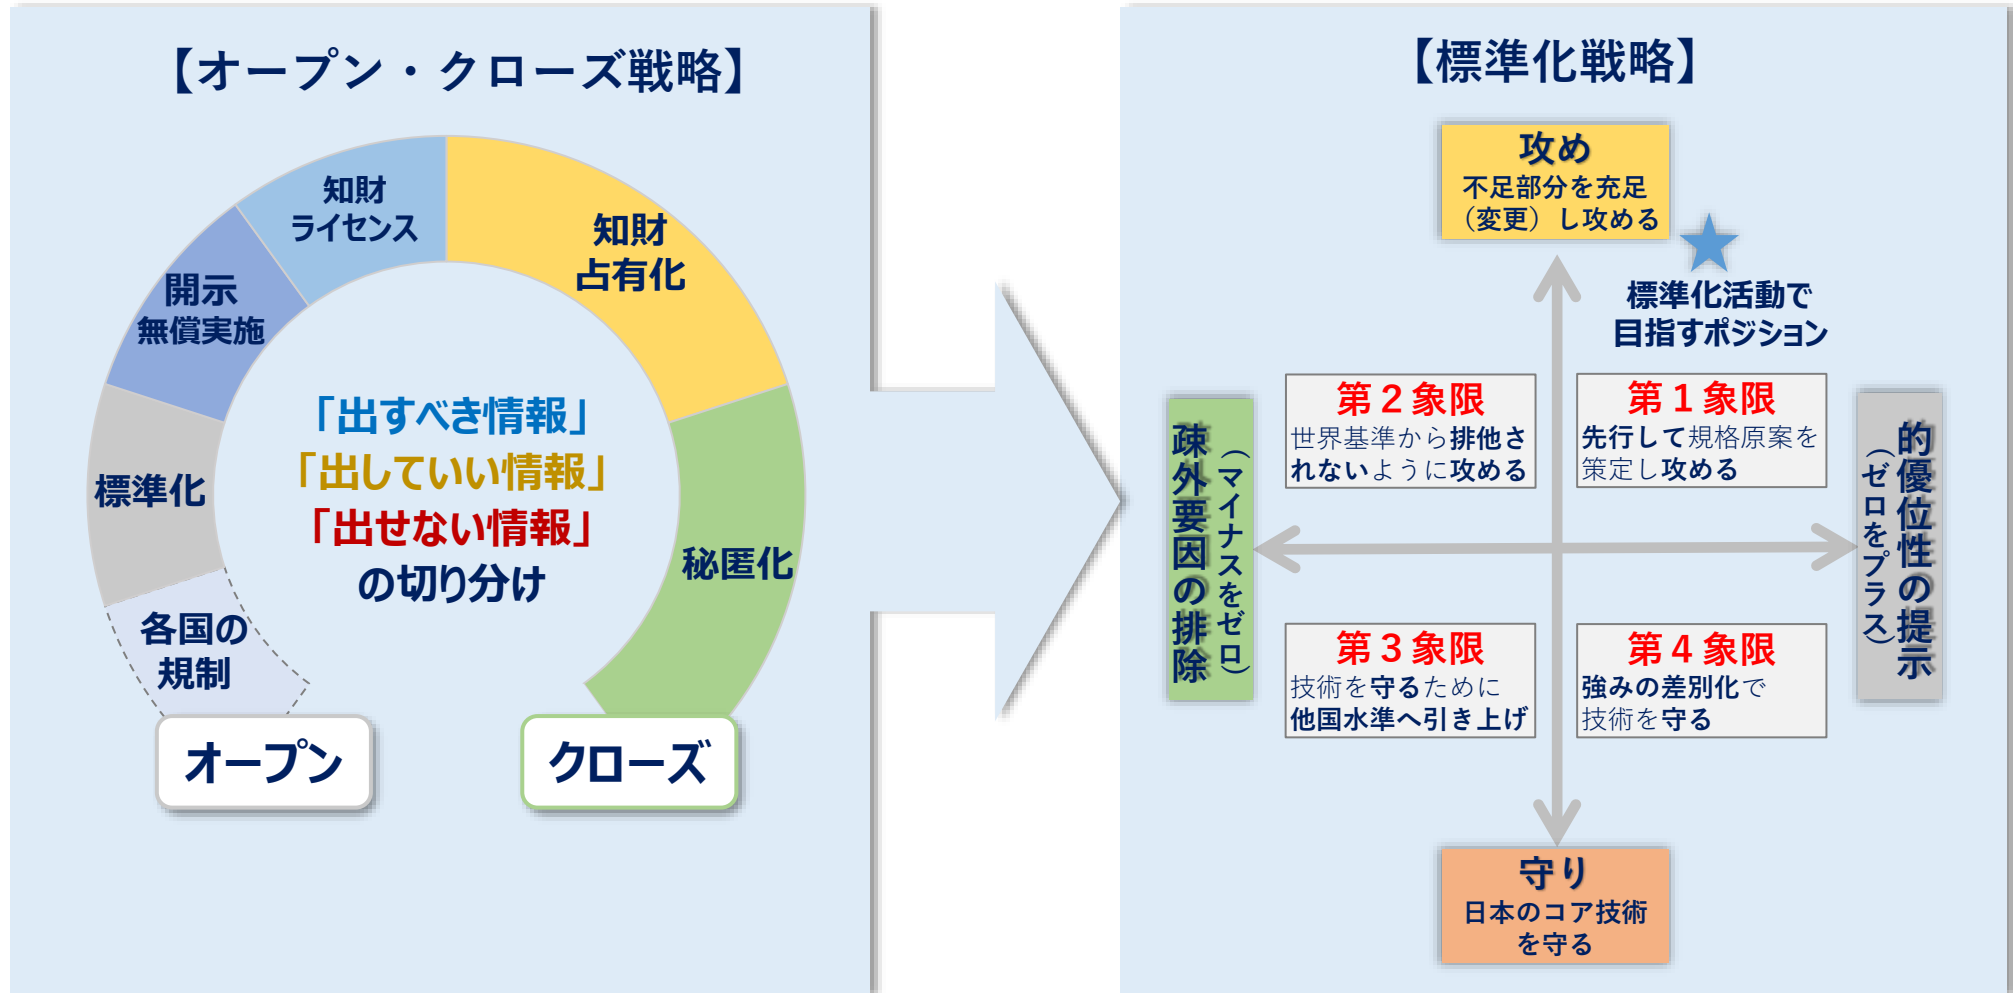 【オープン・クローズ戦略】
知財
ライセンス
知財
占有化
開示
無償実施
標準化
各国の
規制
秘匿化
「出すべき情報」
「出していい情報」
「出せない情報」
の切り分け
オープン
クローズ
【標準化戦略】
攻め
不足部分を充足
（変更）し攻める
標準化活動で
目指すポジション
疎外要因の排除
（マイナスをゼロ）
第２象限
世界基準から排他さ
れないように攻める
第１象限
先行して規格原案を
策定し攻める
的優位性の提示
（ゼロをプラス）
第３象限
技術を守るために
他国水準へ引き上げ
第４象限
強みの差別化で
技術を守る
守り
日本のコア技術
を守る